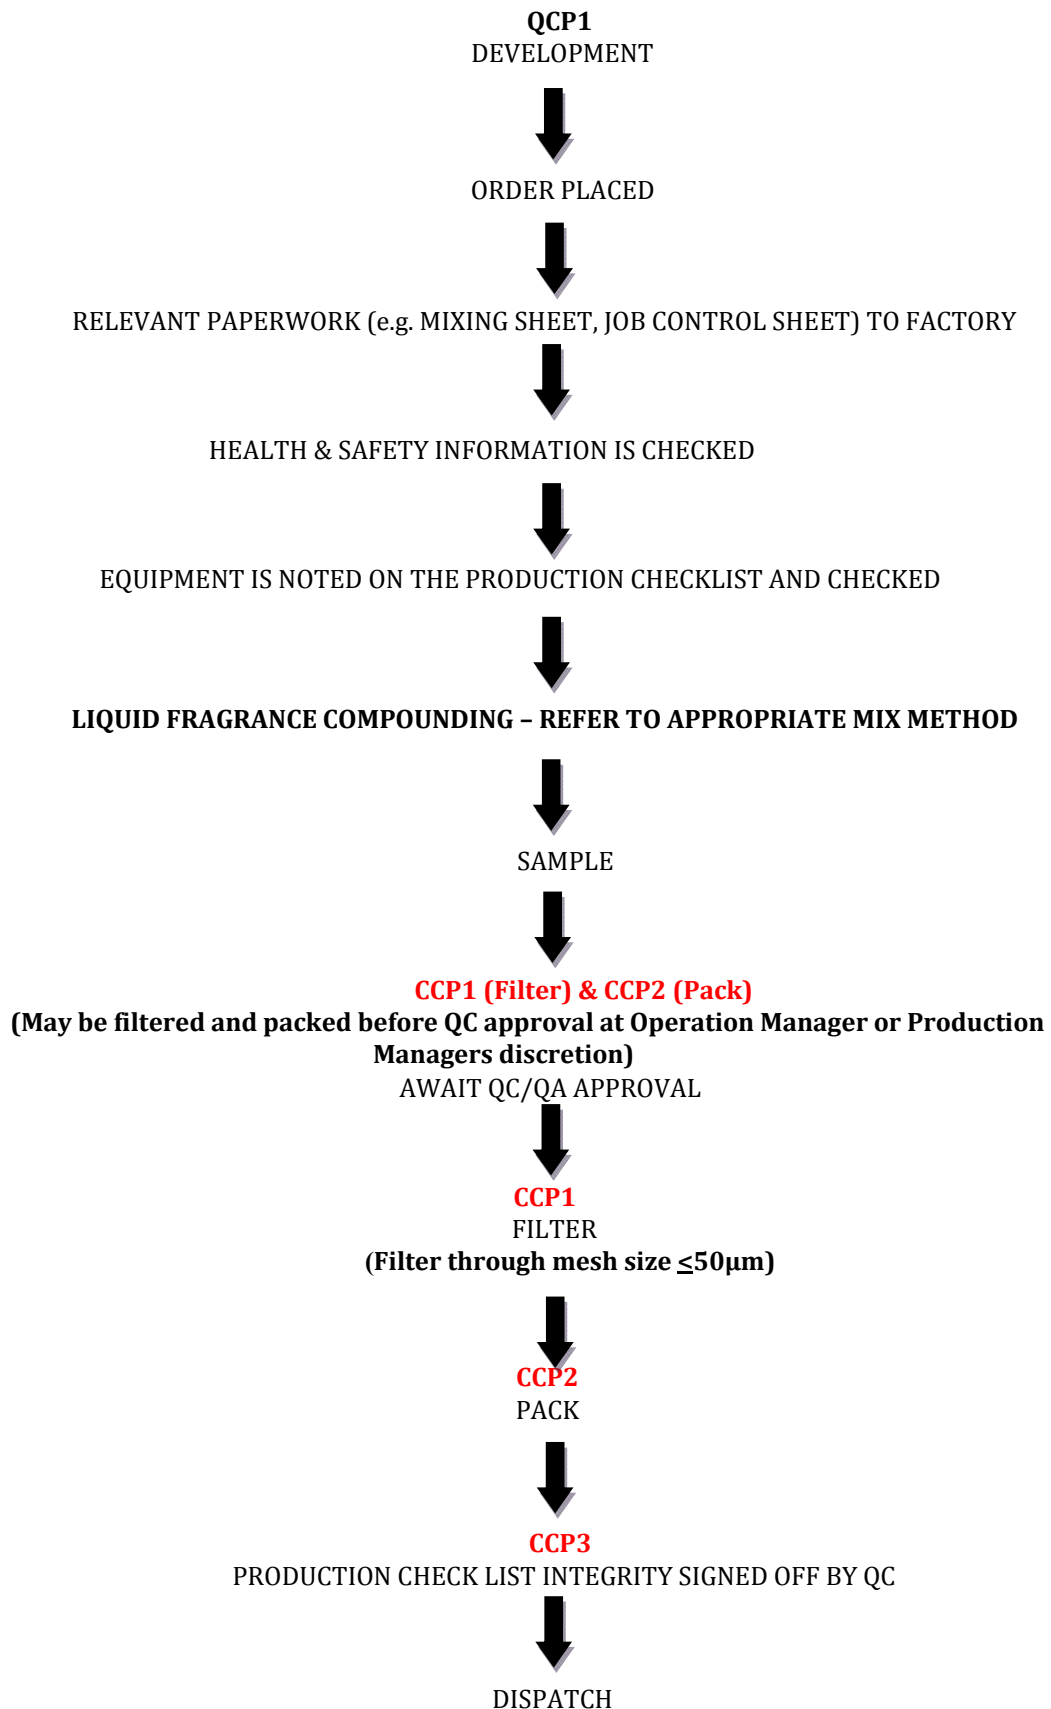 QCP1
DEVELOPMENT
ORDER PLACED
RELEVANT PAPERWORK (e.g. MIXING SHEET, JOB CONTROL SHEET) TO FACTORY
HEALTH & SAFETY INFORMATION IS CHECKED
EQUIPMENT IS NOTED ON THE PRODUCTION CHECKLIST AND CHECKED
LIQUID FRAGRANCE COMPOUNDING – REFER TO APPROPRIATE MIX METHOD
SAMPLE
CCP1 (Filter) & CCP2 (Pack)
(May be filtered and packed before QC approval at Operation Manager or Production
Managers discretion)
AWAIT QC/QA APPROVAL
CCP1
FILTER
(Filter through mesh size ≤50μm)
CCP2
PACK
CCP3
PRODUCTION CHECK LIST INTEGRITY SIGNED OFF BY QC
DISPATCH